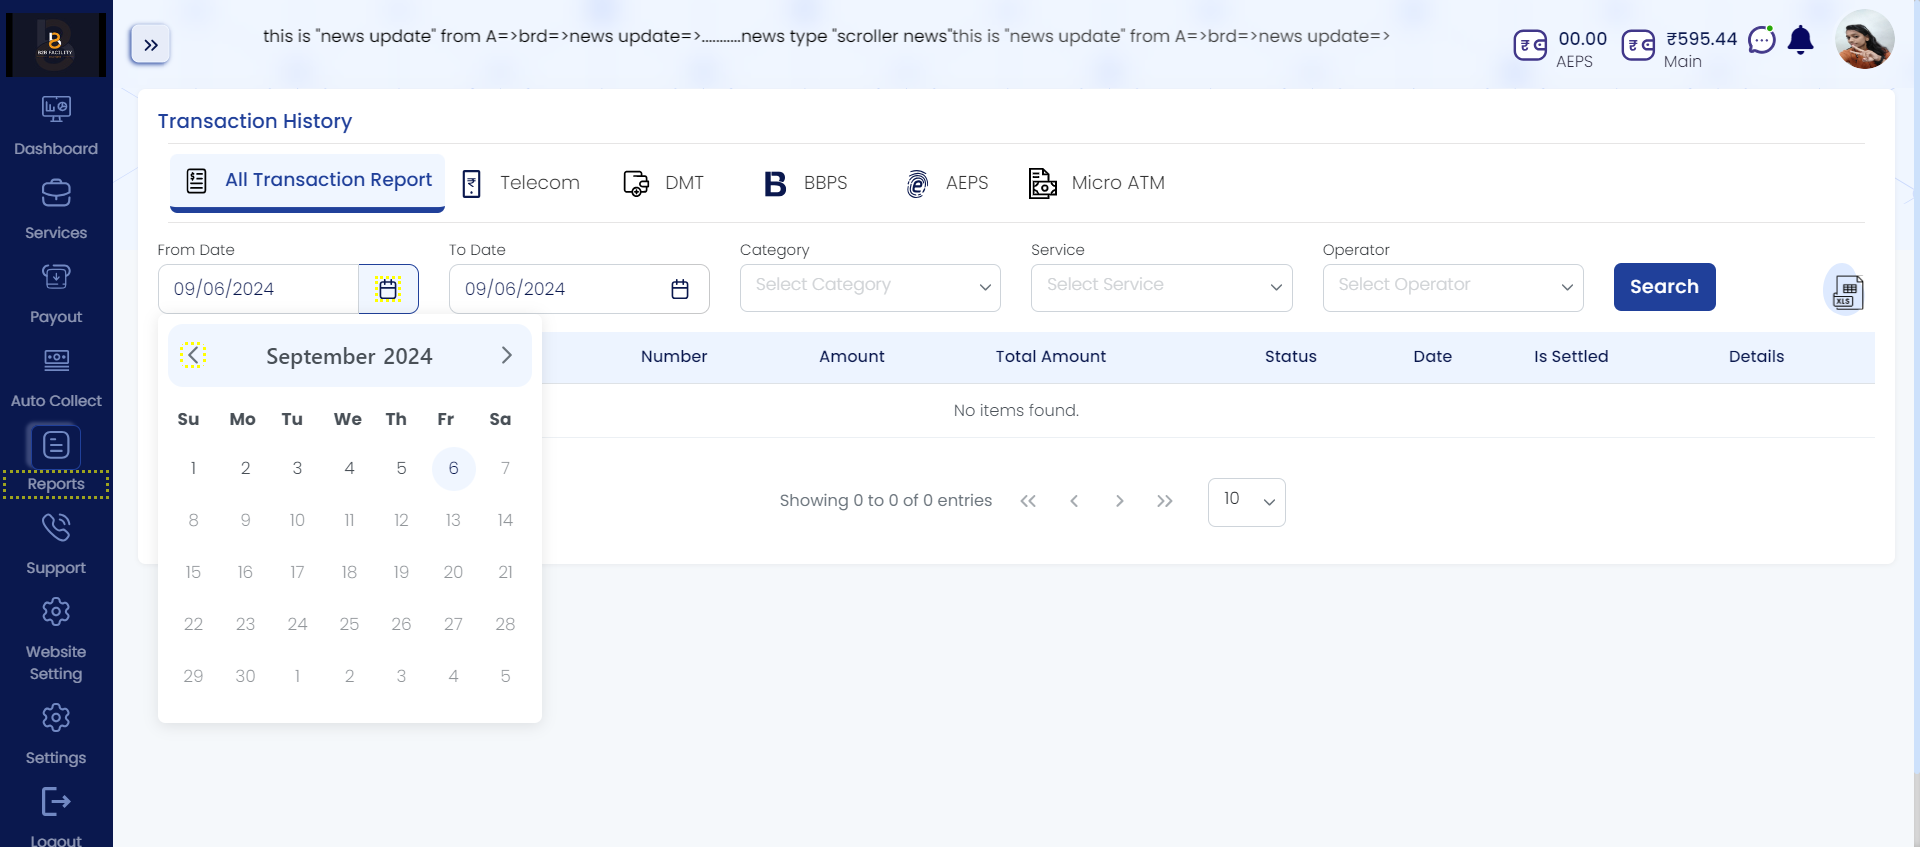 B2B FACILITY
this is "news update" from A=>brd=>news update=>...........news type "scroller news"this is "news update" from A=>brd=>news update=>
00.00
AEPS
₹595.44
Main
Dashboard
Services
Payout
Auto Collect
Reports
Support
Website
Setting
Settings
Logout
Transaction History
All Transaction Report
Telecom
DMT
BBPS
AEPS
Micro ATM
From Date
To Date
Category
Service
Operator
09/06/2024
09/06/2024
Select Category
Select Service
Select Operator
Search
XLS
September 2024
Su Mo Tu We Th Fr Sa
1 2 3 4 5 6 7
8 9 10 11 12 13 14
15 16 17 18 19 20 21
22 23 24 25 26 27 28
29 30 1 2 3 4 5
Number Amount Total Amount Status Date Is Settled Details
No items found.
Showing 0 to 0 of 0 entries
10